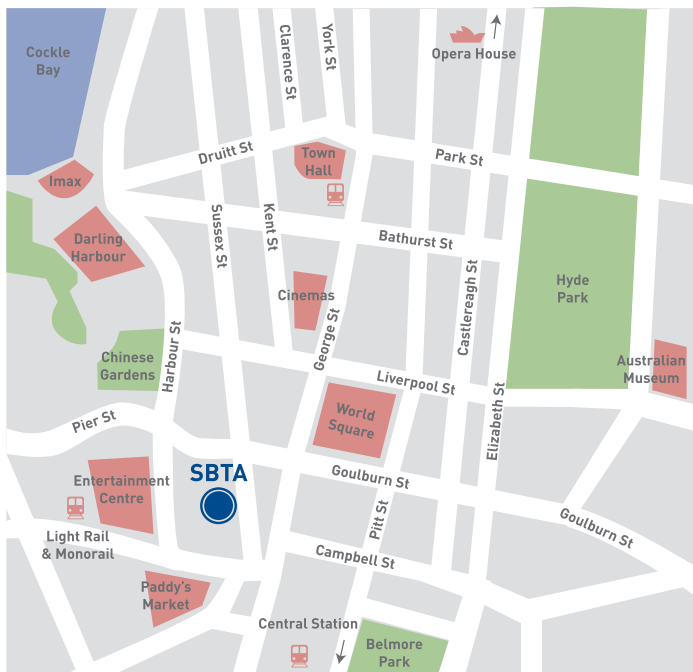 Cockle
Bay
Clarence St
York St
Opera House
Druitt St
Town
Hall
Park St
Imax
Darling
Harbour
Sussex St
Kent St
Bathurst St
Castlereagh St
Hyde
Park
Cinemas
George St
Harbour St
Chinese
Gardens
Liverpool St
Elizabeth St
Australian
Museum
World
Square
Pier St
SBTA
Goulburn St
Entertainment
Centre
Pitt St
Goulburn St
Light Rail
& Monorail
Campbell St
Paddy's
Market
Central Station
Belmore
Park